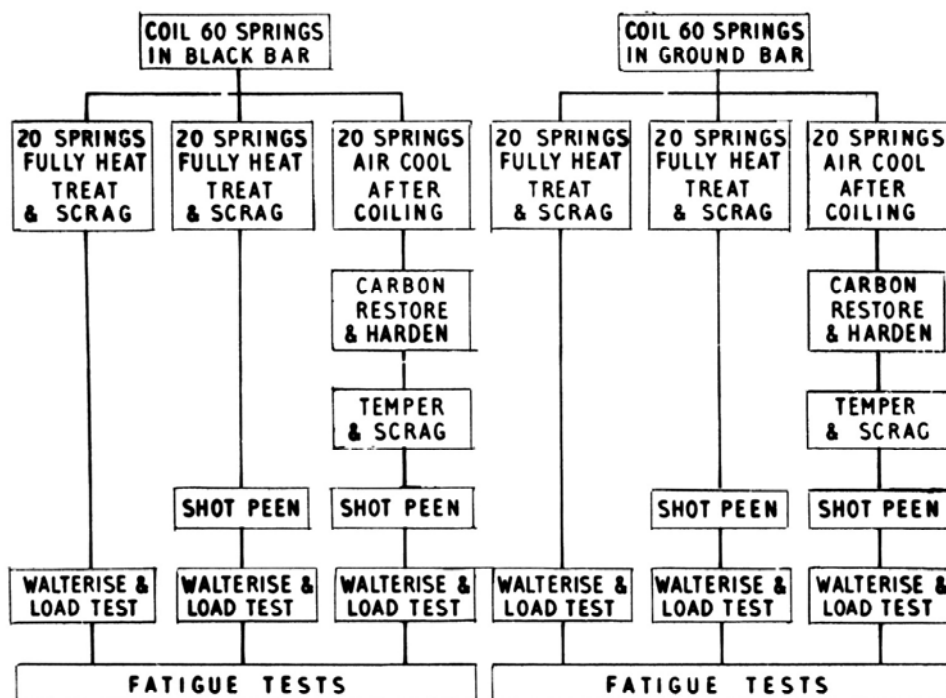 COIL 60 SPRINGS
IN BLACK BAR
COIL 60 SPRINGS
IN GROUND BAR
20 SPRINGS
FULLY HEAT
TREAT
& SCRAG
20 SPRINGS
FULLY HEAT
TREAT
& SCRAG
20 SPRINGS
AIR COOL
AFTER
COILING
20 SPRINGS
FULLY HEAT
TREAT
& SCRAG
20 SPRINGS
FULLY HEAT
TREAT
& SCRAG
20 SPRINGS
AIR COOL
AFTER
COILING
CARBON
RESTORE
& HARDEN
CARBON
RESTORE
& HARDEN
TEMPER
& SCRAG
TEMPER
& SCRAG
SHOT PEEN
SHOT PEEN
SHOT PEEN
SHOT PEEN
WALTERISE &
LOAD TEST
WALTERISE &
LOAD TEST
WALTERISE &
LOAD TEST
WALTERISE &
LOAD TEST
WALTERISE &
LOAD TEST
WALTERISE &
LOAD TEST
FATIGUE TESTS
FATIGUE TESTS